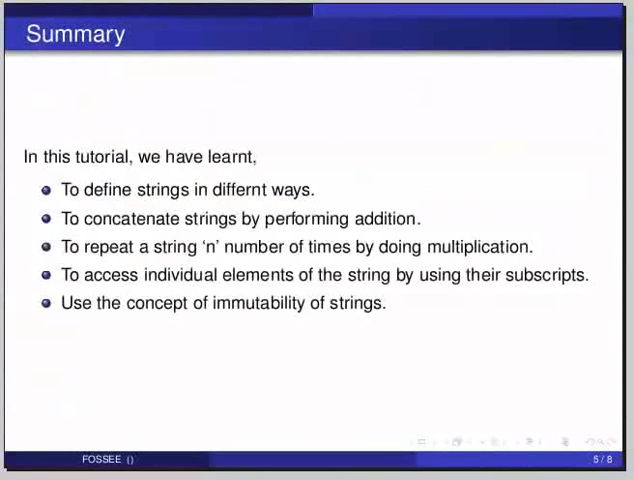 Summary
In this tutorial, we have learnt,
To define strings in differnt ways.
To concatenate strings by performing addition.
To repeat a string ‘n’ number of times by doing multiplication.
To access individual elements of the string by using their subscripts.
Use the concept of immutability of strings.
FOSSEE () 5 / 8